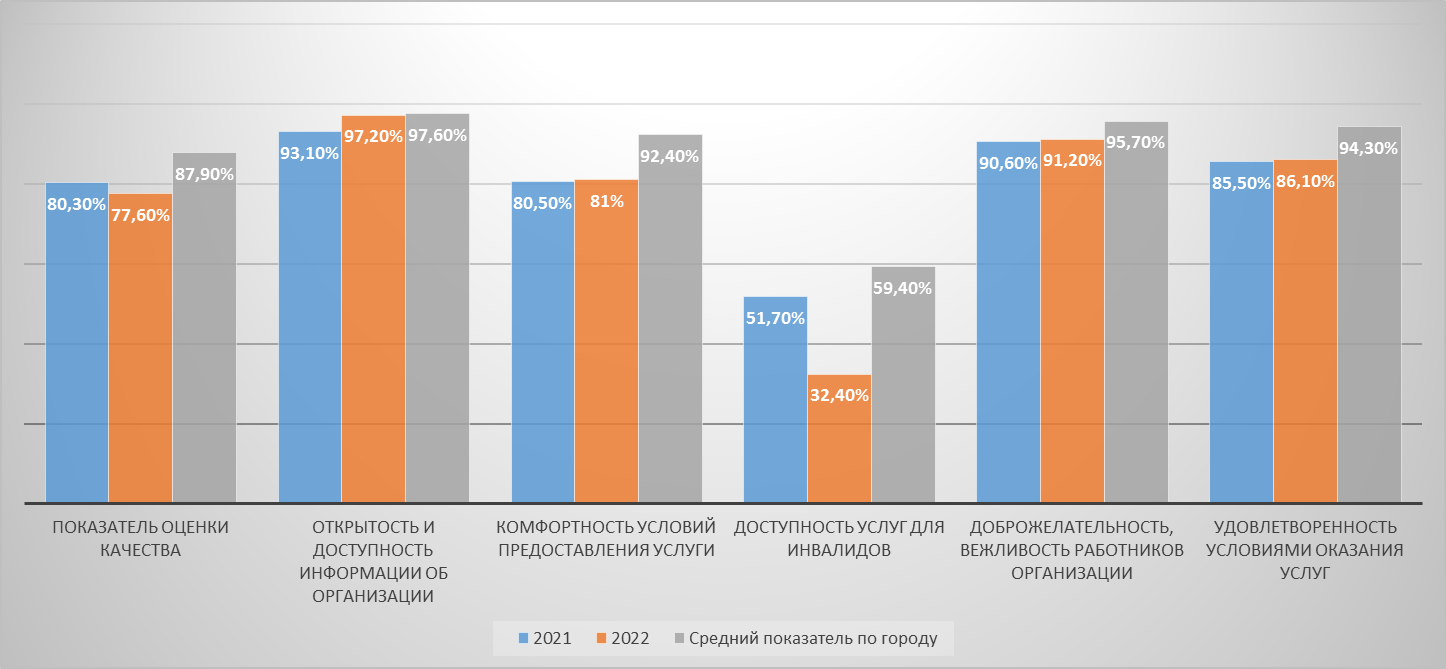 80,30%
77,60%
87,90%
93,10%
97,20%
97,60%
80,50%
81%
92,40%
51,70%
32,40%
59,40%
90,60%
91,20%
95,70%
85,50%
86,10%
94,30%
ПОКАЗАТЕЛЬ ОЦЕНКИ
КАЧЕСТВА
ОТКРЫТОСТЬ И
ДОСТУПНОСТЬ
ИНФОРМАЦИИ ОБ
ОРГАНИЗАЦИИ
КОМФОРТНОСТЬ УСЛОВИЙ
ПРЕДОСТАВЛЕНИЯ УСЛУГИ
ДОСТУПНОСТЬ УСЛУГ ДЛЯ
ИНВАЛИДОВ
ДОБРОЖЕЛАТЕЛЬНОСТЬ,
ВЕЖЛИВОСТЬ РАБОТНИКОВ
ОРГАНИЗАЦИИ
УДОВЛЕТВОРЕННОСТЬ
УСЛОВИЯМИ ОКАЗАНИЯ
УСЛУГ
2021
2022
Средний показатель по городу